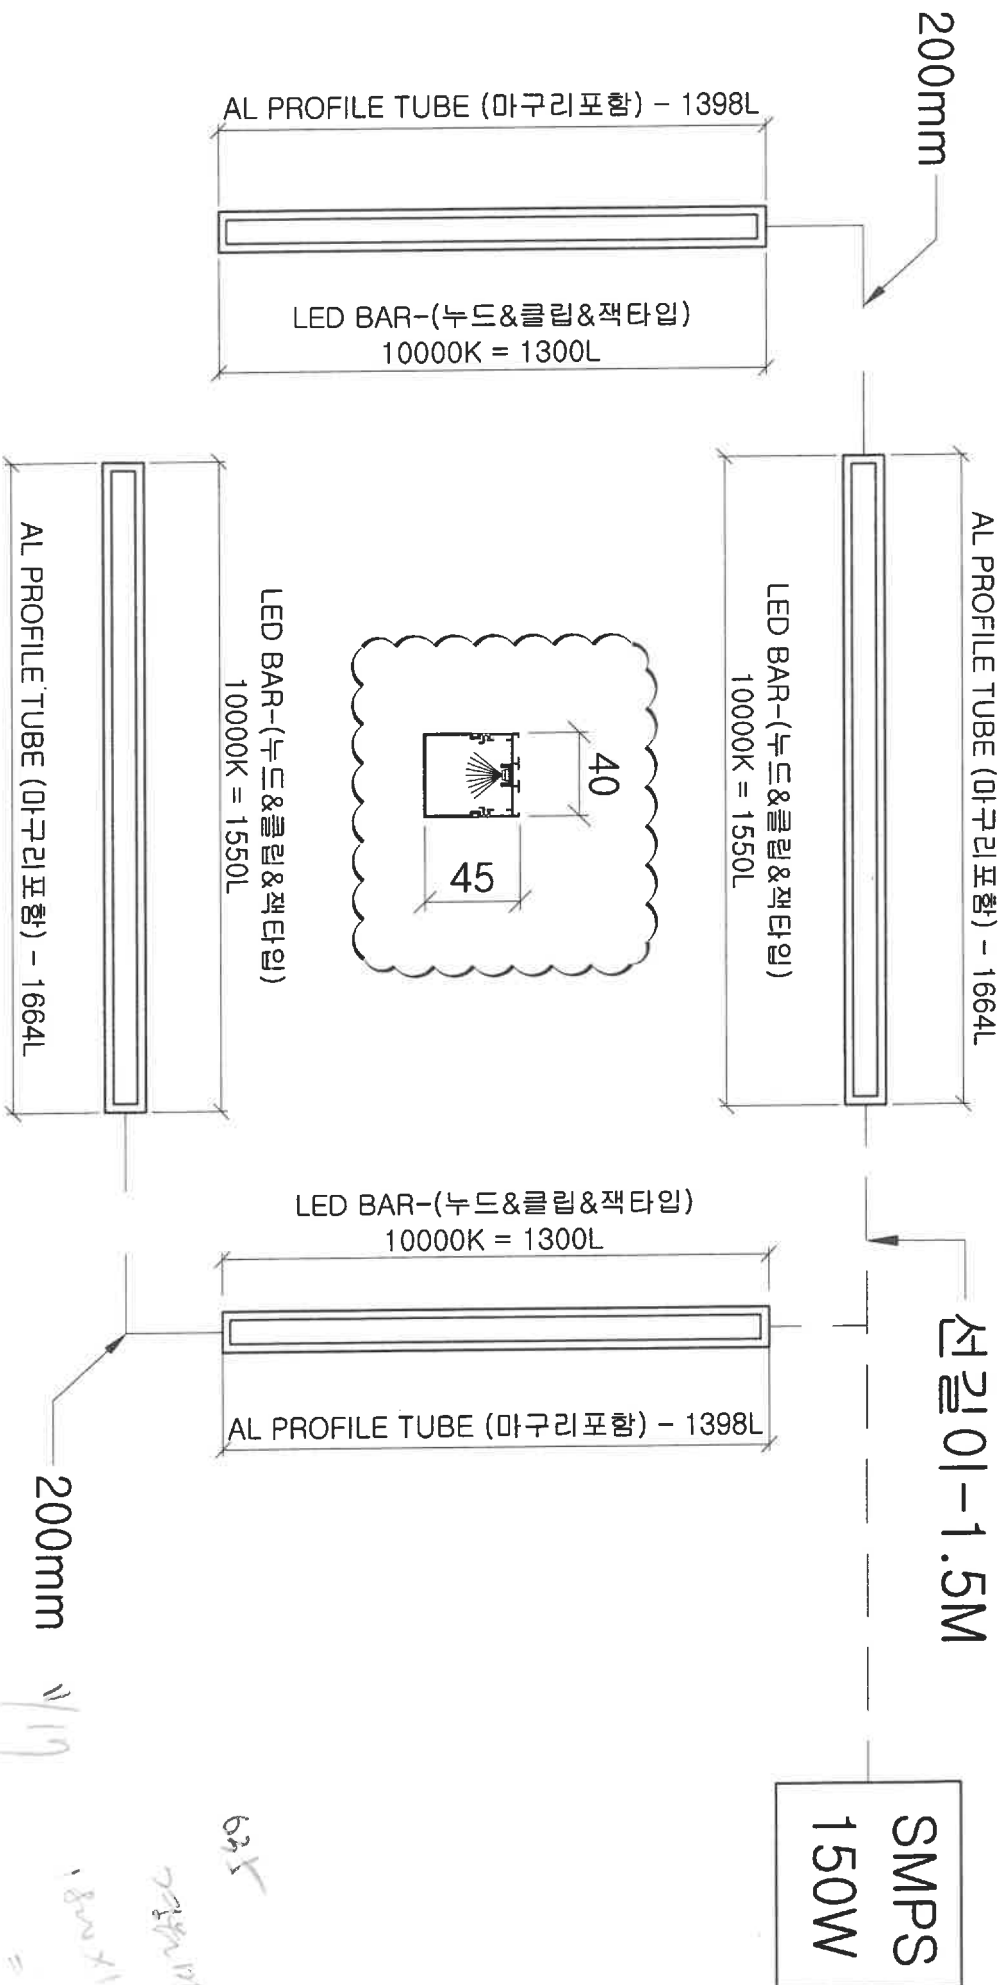 200mm
AL PROFILE TUBE (마구리포함) - 1398L
LED BAR-(누드&클립&잭타입)
10000K = 1300L
AL PROFILE TUBE (마구리포함) - 1664L
LED BAR-(누드&클립&잭타입)
10000K = 1550L
40
45
LED BAR-(누드&클립&잭타입)
10000K = 1550L
AL PROFILE TUBE (마구리포함) - 1664L
LED BAR-(누드&클립&잭타입)
10000K = 1300L
AL PROFILE TUBE (마구리포함) - 1398L
선길이-1.5M
200mm
SMPS
150W